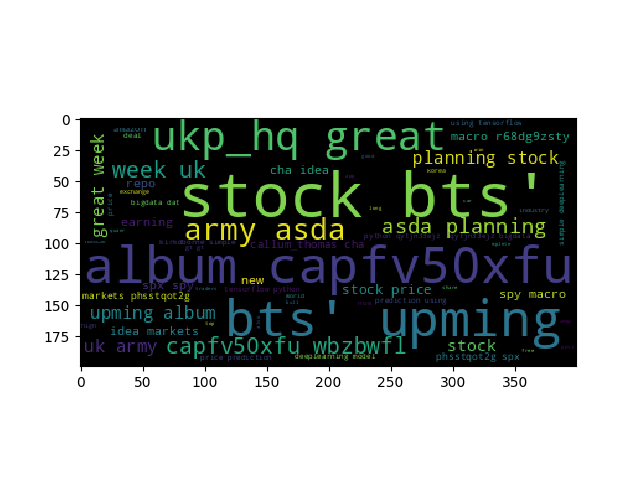 0
25
50
75
100
125
150
175
great week
deal
ukp_hq great
using tensorflow
macro r68dg9zsty
planning stock
week uk
cha idea
repo
exchange
bigdata dat
stock bts'
earning
army asda
asda planning
industry
korea
callum_thomas cha
album capfv50xfu
spx spy
new
tensorflow python
stock price
share
markets phsstqot2g
spy macro
world
prediction using
upming album
bts' upming
idea markets
uk army
capfv50xfu wbzbwfl
stock
price prediction
deeplearning model
phsstqot2g spx
0 50 100 150 200 250 300 350